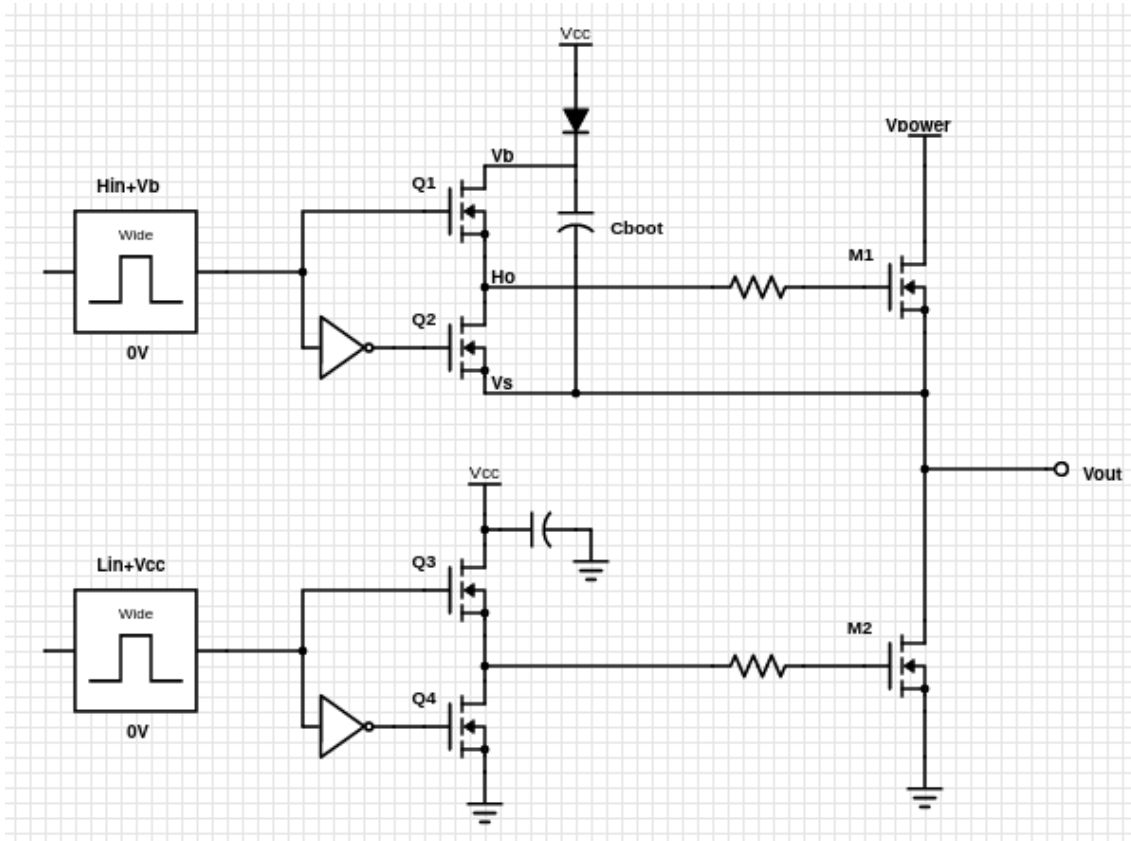 Vcc
Vpower
Vb
Hin+Vb
Q1
Wide
Cboot
M1
Ho
Q2
0V
Vs
Vcc
Vout
Lin+Vcc
Q3
Wide
M2
Q4
0V